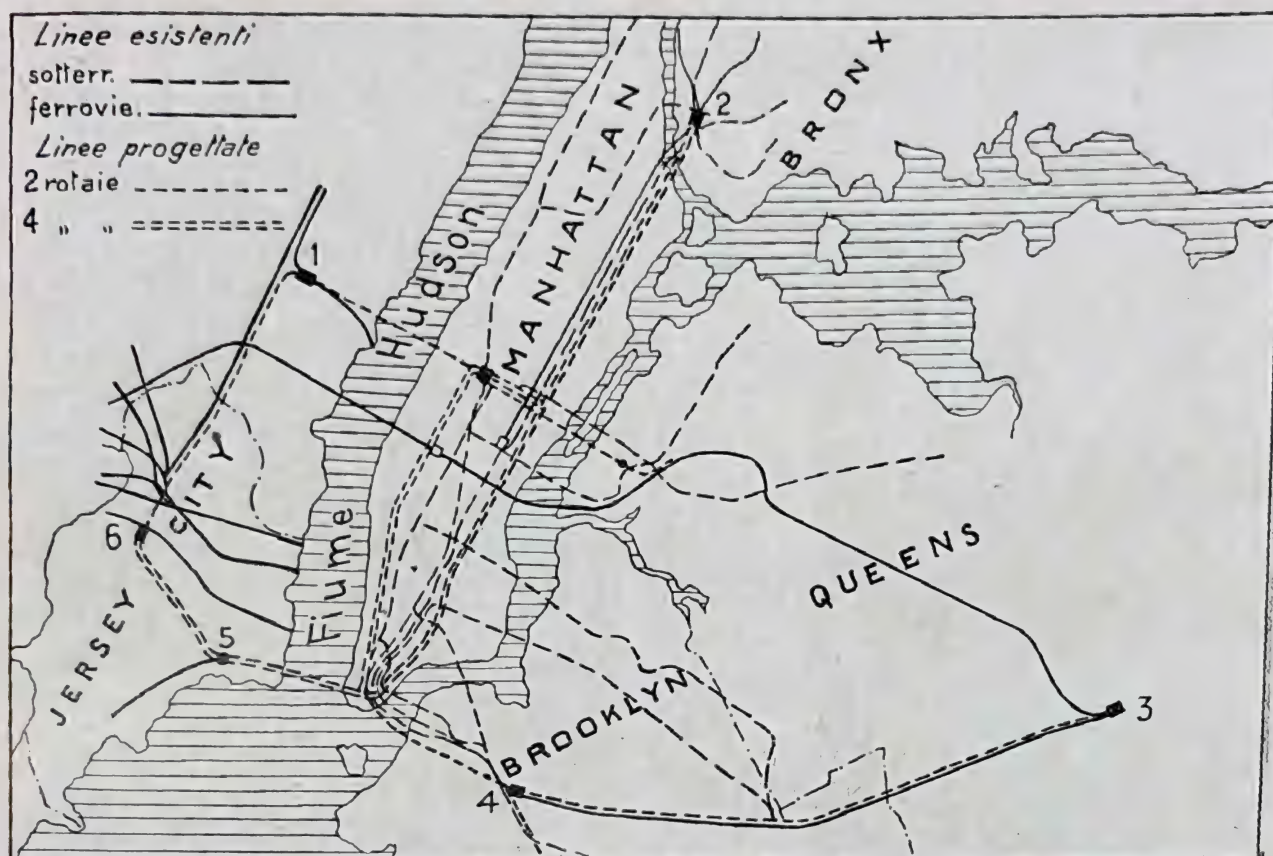 Linee esistenti
sotterr.
ferrovie.
Linee progettate
2 rotaie
4 " "
1
2
BRONX
MANHATTAN
Fiume Hudson
JERSEY CITY
6
5
QUEENS
BROOKLYN
3
4